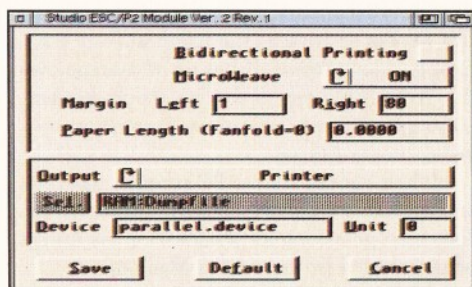 Studio ESC/P2 Module Ver. 2 Rev. 1
Bidirectional Printing
MicroWeave ON
Margin Left 1 Right 80
Paper Length (Fanfold=0) 0.0000
Output Printer
Sel. RAM:Dumpfile
Device parallel.device Unit 0
Save Default Cancel